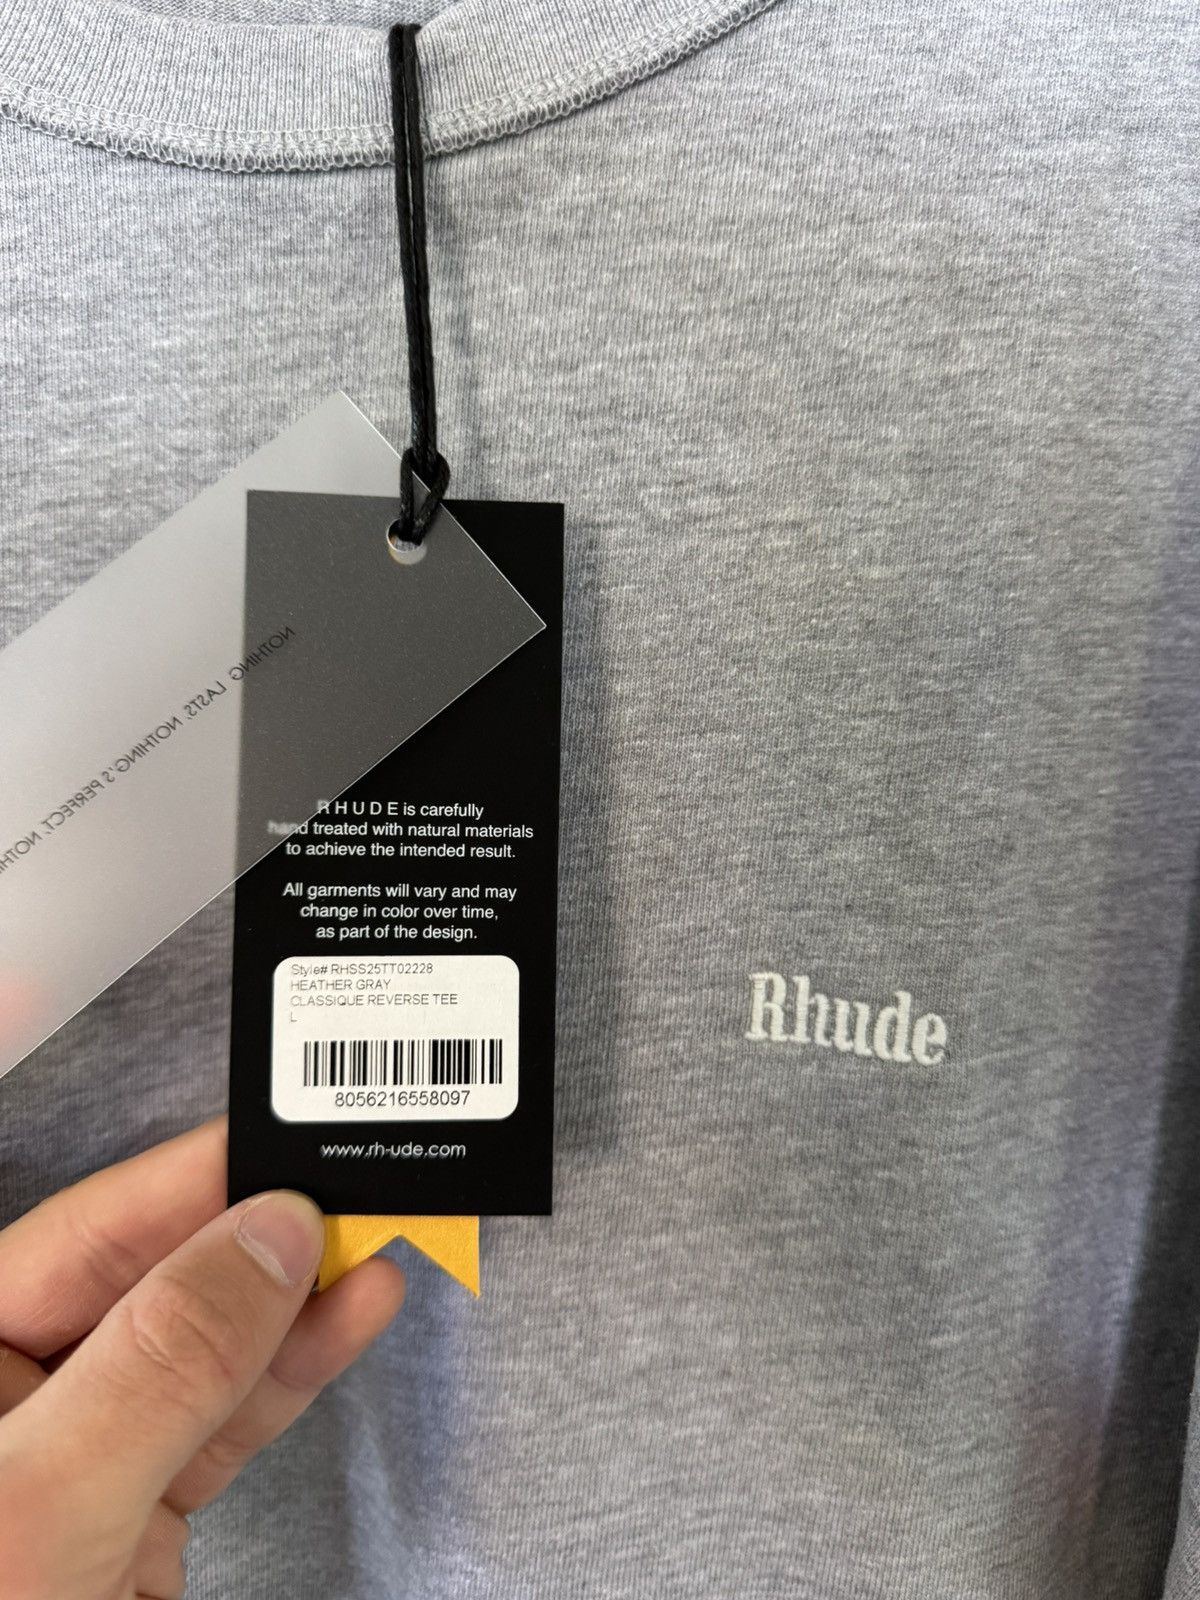 NOTHING LASTS, NOTHING'S PERFECT, NOTHI
R H U D E is carefully
hand treated with natural materials
to achieve the intended result.
All garments will vary and may
change in color over time,
as part of the design.
Style# RHSS25TT02228
HEATHER GRAY
CLASSIQUE REVERSE TEE
L
8056216558097
www.rh-ude.com
Rhude